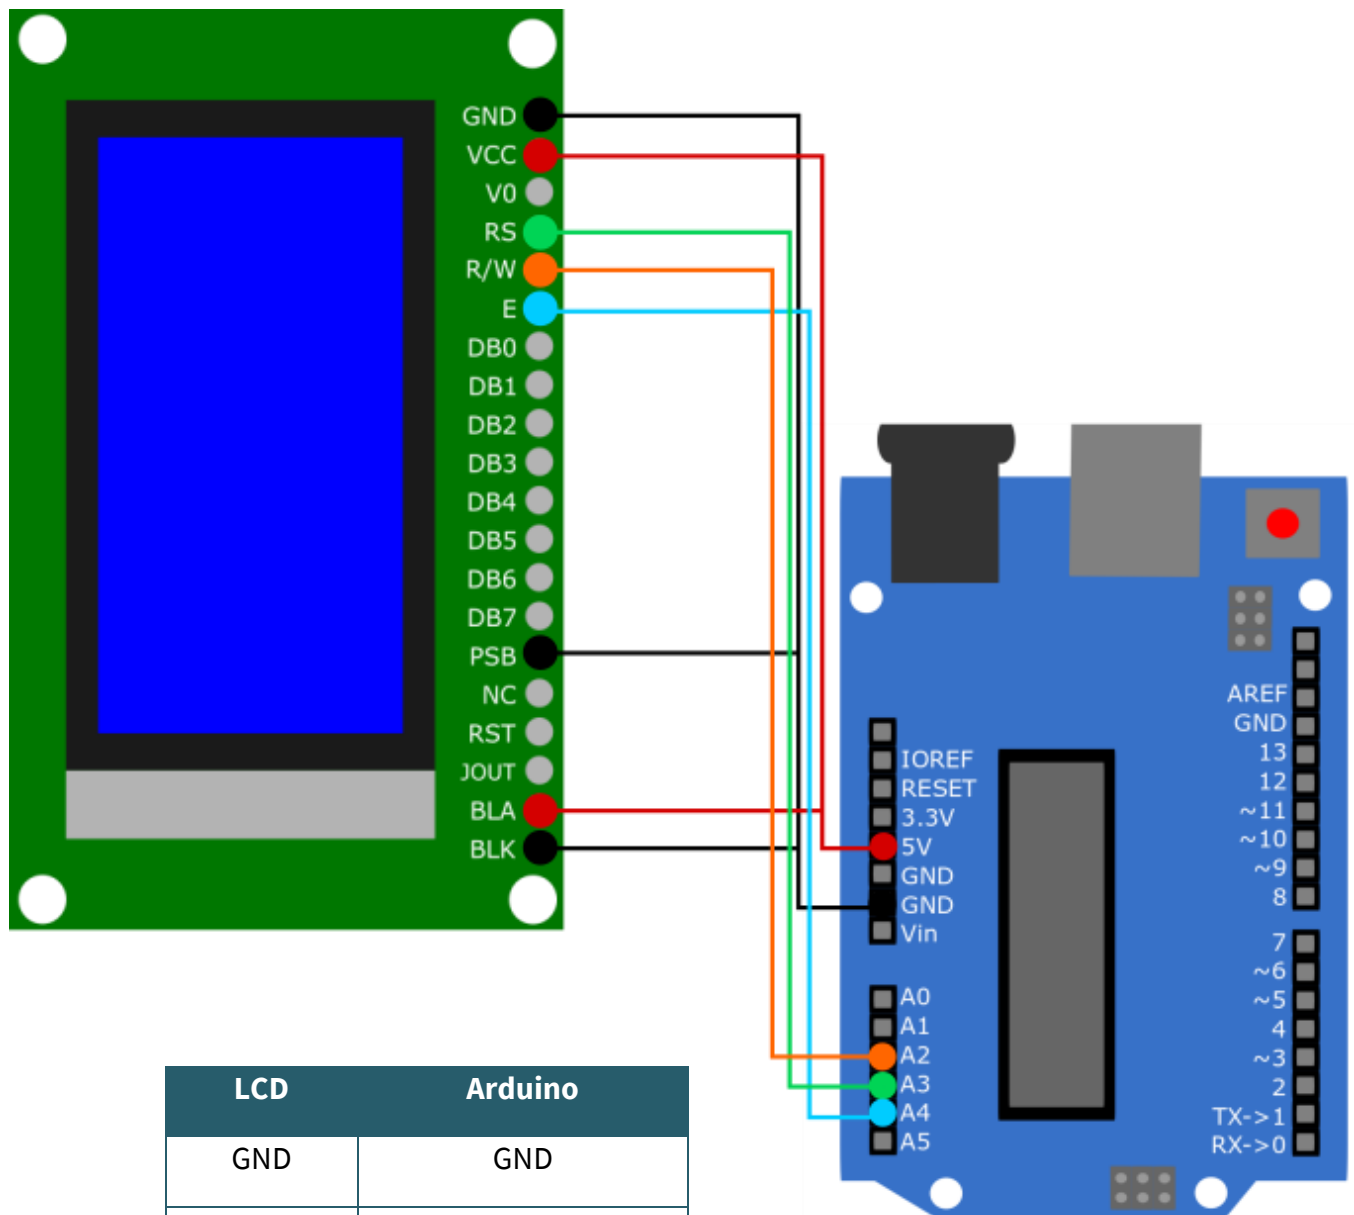 GND
VCC
V0
RS
R/W
E
DB0
DB1
DB2
DB3
DB4
DB5
DB6
DB7
PSB
NC
RST
JOUT
BLA
BLK
IOREF
RESET
3.3V
5V
GND
GND
Vin
A0
A1
A2
A3
A4
A5
AREF
GND
13
12
~11
~10
~9
8
7
~6
~5
4
~3
2
TX->1
RX->0
LCD Arduino
GND GND